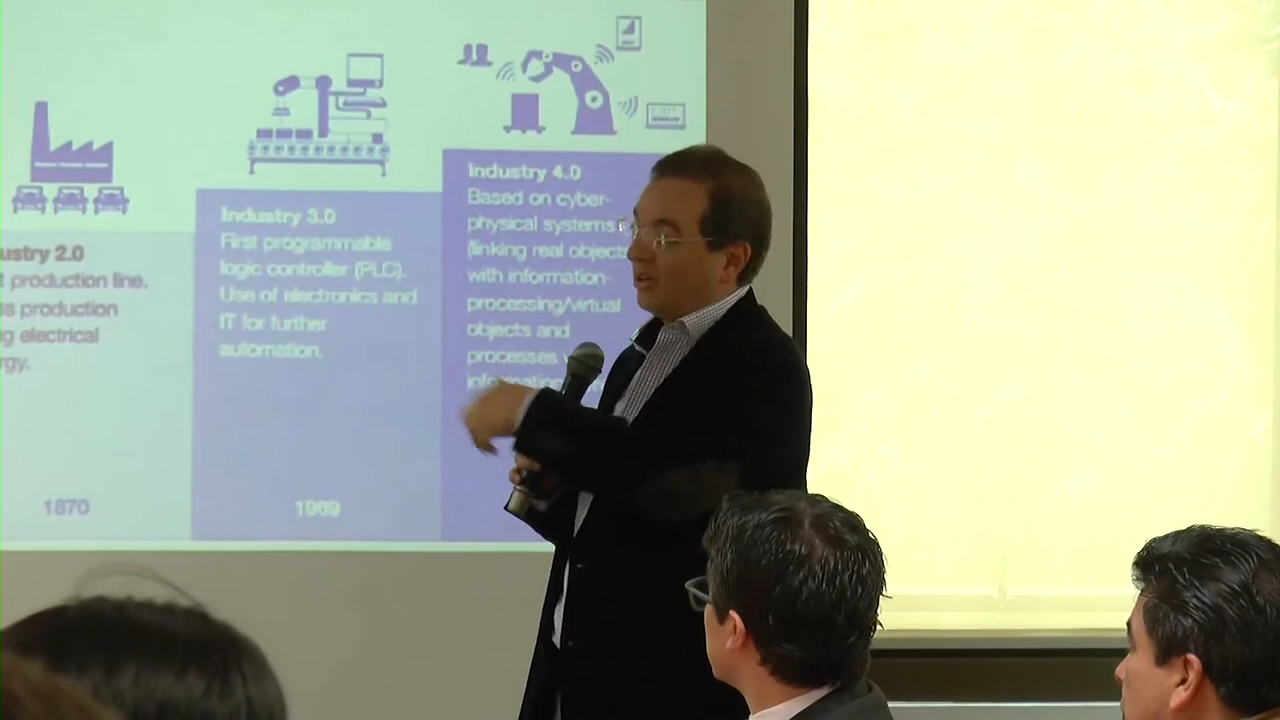 ustry 2.0
t production line.
ss production
g electrical
rgy.
1870
Industry 3.0
First programmable
logic controller (PLC).
Use of electronics and
IT for further
automation.
1969
Industry 4.0
Based on cyber-
physical systems
(linking real objects
with information-
processing/virtual
objects and
processes
information